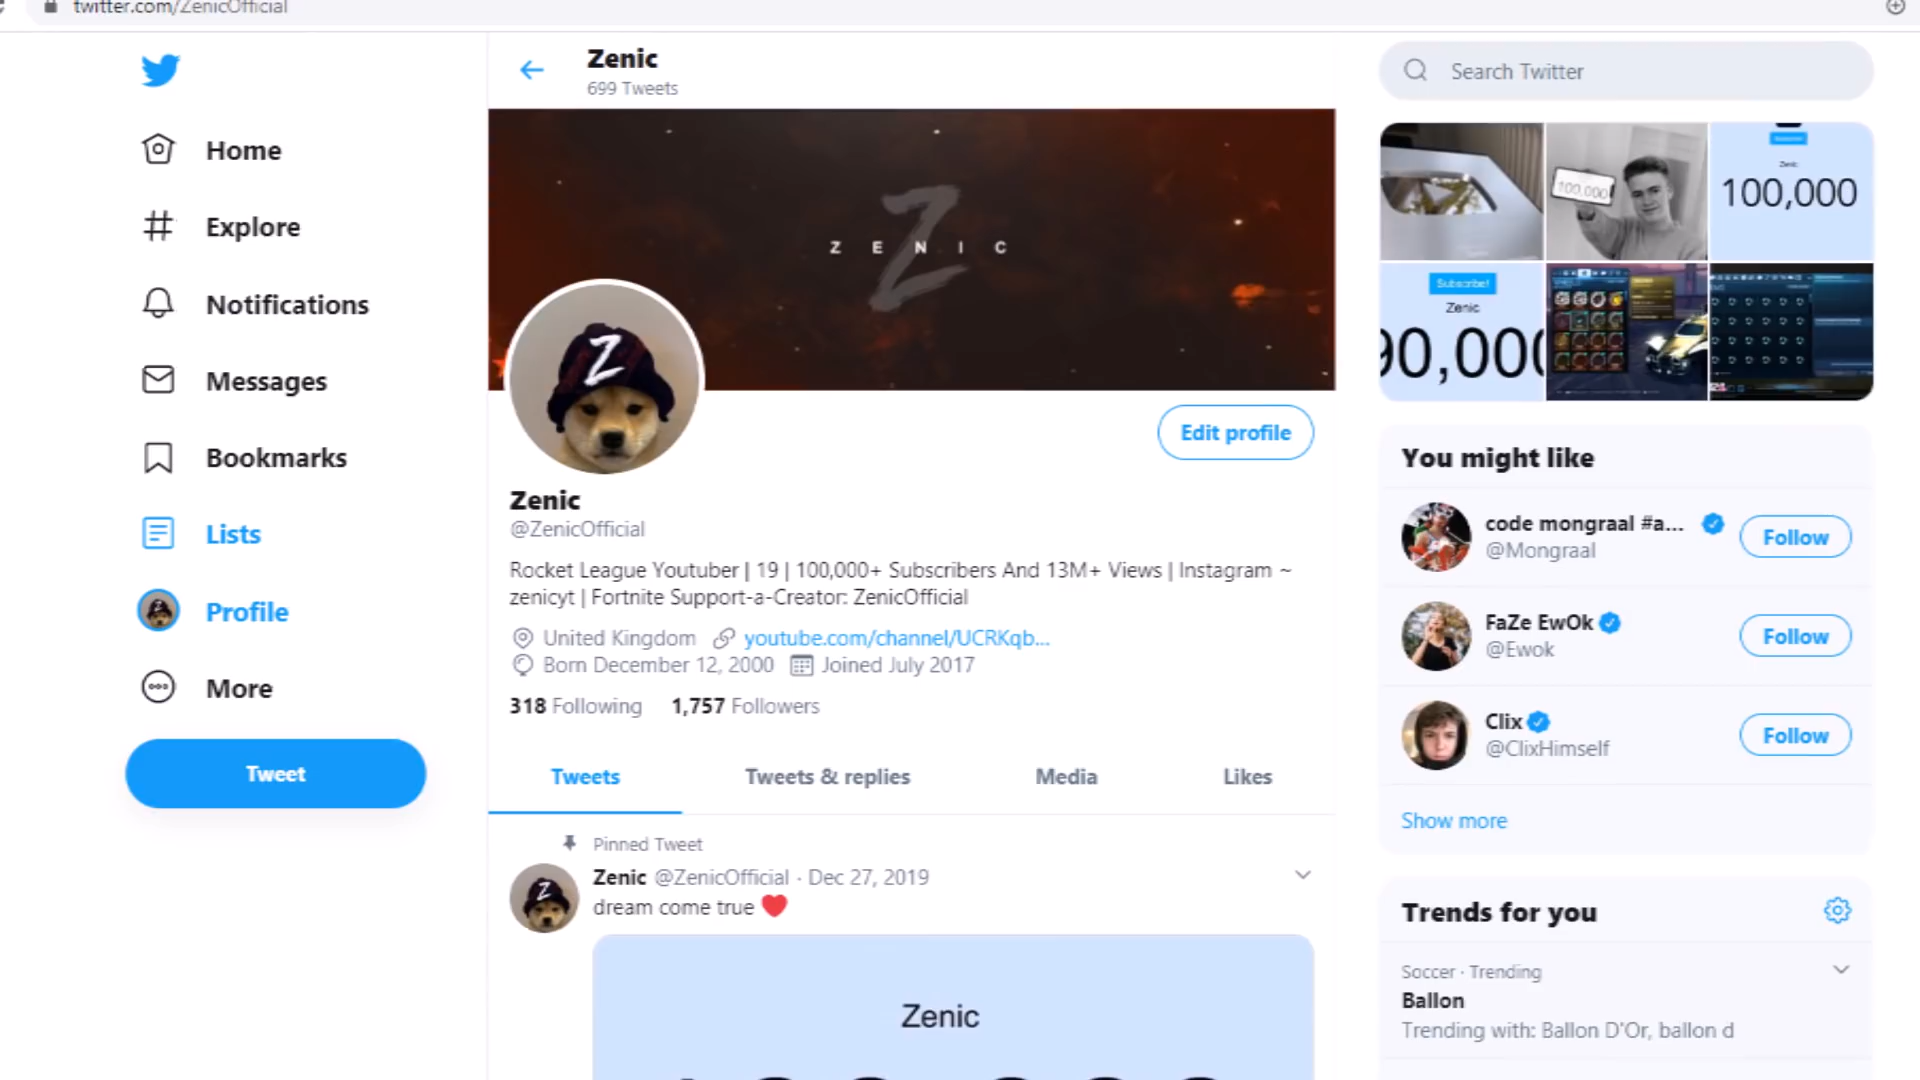 twitter.com/ZenicOfficial
Home
Explore
Notifications
Messages
Bookmarks
Lists
Profile
More
Tweet
Zenic
699 Tweets
Z E N I C
Z
Edit profile
Zenic
@ZenicOfficial
Rocket League Youtuber | 19 | 100,000+ Subscribers And 13M+ Views | Instagram ~
zenicyt | Fortnite Support-a-Creator: ZenicOfficial
United Kingdom youtube.com/channel/UCRKqb...
Born December 12, 2000 Joined July 2017
318 Following 1,757 Followers
Tweets Tweets & replies Media Likes
Pinned Tweet
Zenic @ZenicOfficial · Dec 27, 2019
dream come true ❤
Zenic
Search Twitter
100,000
Zenic
100,000
Subscribe!
Zenic
90,000
You might like
code mongraal #a...
@Mongraal
Follow
FaZe EwOk
@Ewok
Follow
Clix
@ClixHimself
Follow
Show more
Trends for you
Soccer · Trending
Ballon
Trending with: Ballon D'Or, ballon d